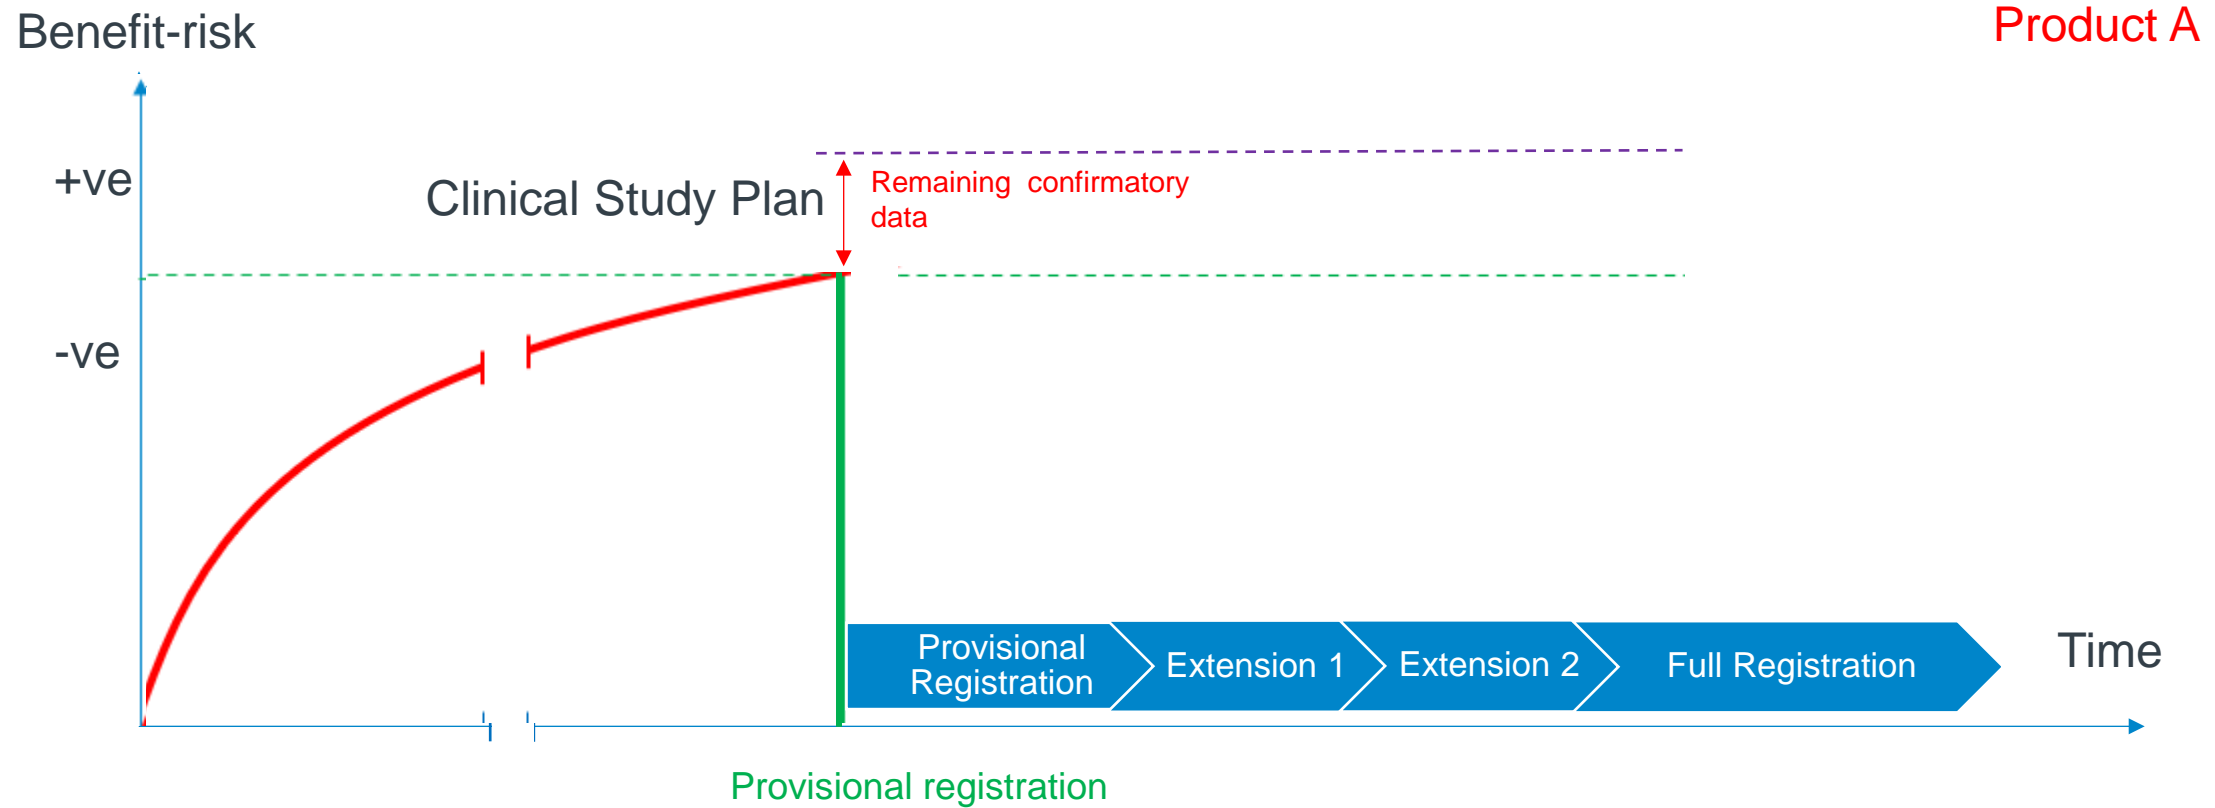 Benefit-risk
Product A
+ve
Clinical Study Plan
Remaining confirmatory
data
-ve
Provisional
Registration
Extension 1
Extension 2
Full Registration
Time
Provisional registration